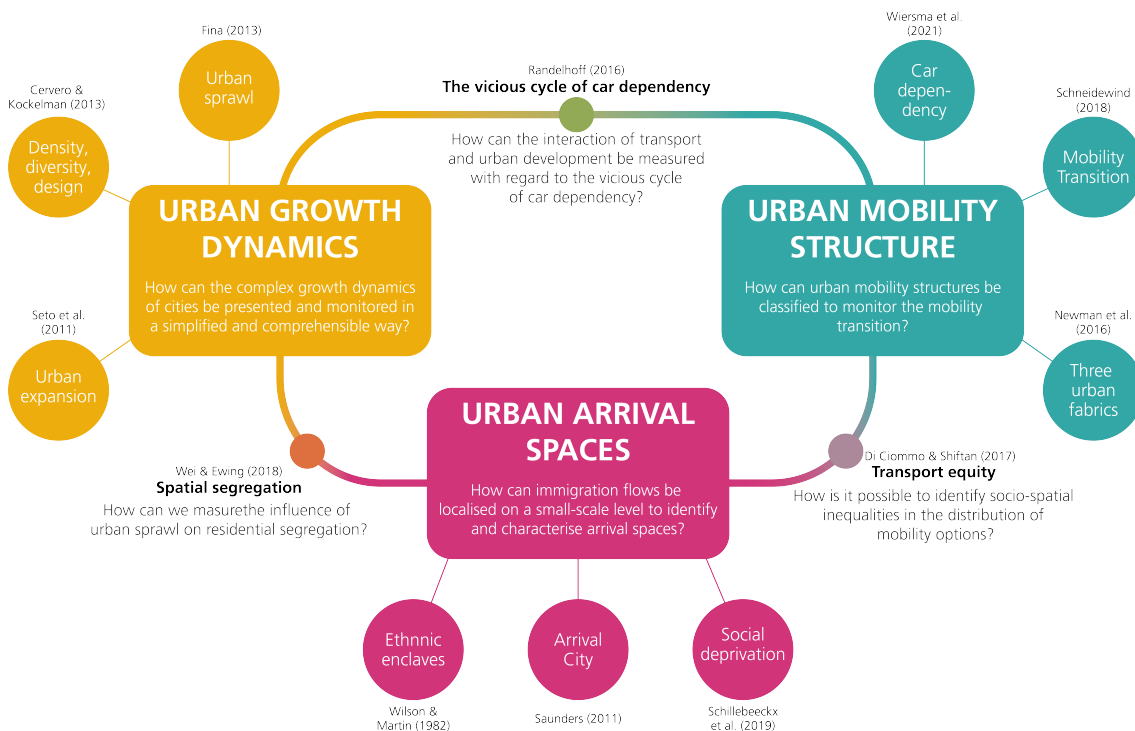 Fina (2013)
Urban
sprawl
Cervero &
Kockelman (2013)
Density,
diversity,
design
Seto et al.
(2011)
Urban
expansion
URBAN GROWTH
DYNAMICS
How can the complex growth dynamics
of cities be presented and monitored in
a simplified and comprehensible way?
Randelhoff (2016)
The vicious cycle of car dependency
How can the interaction of transport
and urban development be measured
with regard to the vicious cycle
of car dependency?
Wiersma et al.
(2021)
Car
depen-
dency
Schneidewind
(2018)
Mobility
Transition
URBAN MOBILITY
STRUCTURE
How can urban mobility structures be
classified to monitor the mobility
transition?
Newman et al.
(2016)
Three
urban
fabrics
Wei & Ewing (2018)
Spatial segregation
How can we masurethe influence of
urban sprawl on residential segregation?
URBAN ARRIVAL
SPACES
How can immigration flows be
localised on a small-scale level to identify
and characterise arrival spaces?
Di Ciommo & Shiftan (2017)
Transport equity
How is it possible to identify socio-spatial
inequalities in the distribution of
mobility options?
Ethnnic
enclaves
Wilson &
Martin (1982)
Arrival
City
Saunders (2011)
Social
deprivation
Schillebeeckx
et al. (2019)